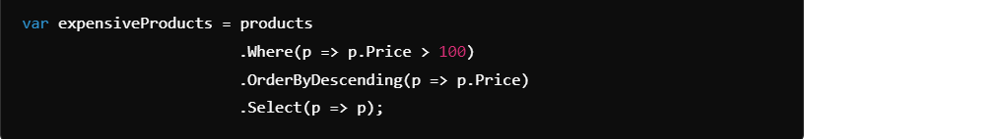 var expensiveProducts = products
.Where(p => p.Price > 100)
.OrderByDescending(p => p.Price)
.Select(p => p);